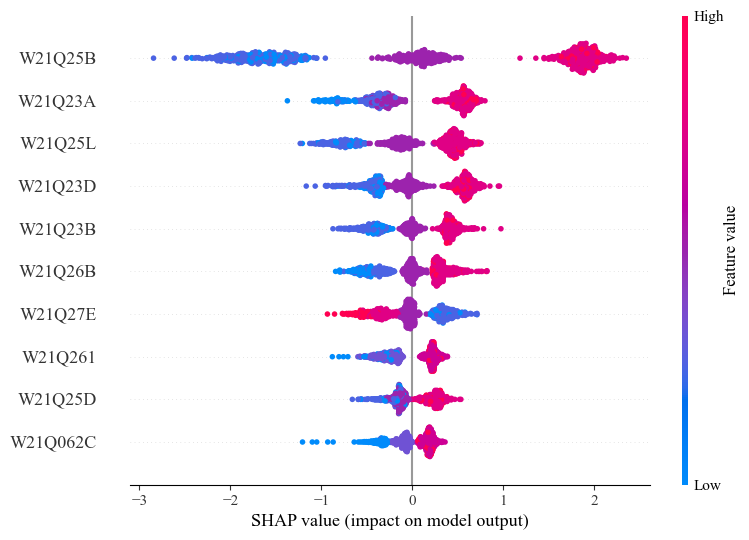 High
W21Q25B
W21Q23A
W21Q25L
W21Q23D
W21Q23B
W21Q26B
W21Q27E
W21Q261
W21Q25D
W21Q062C
Feature value
Low
−3 −2 −1 0 1 2
SHAP value (impact on model output)